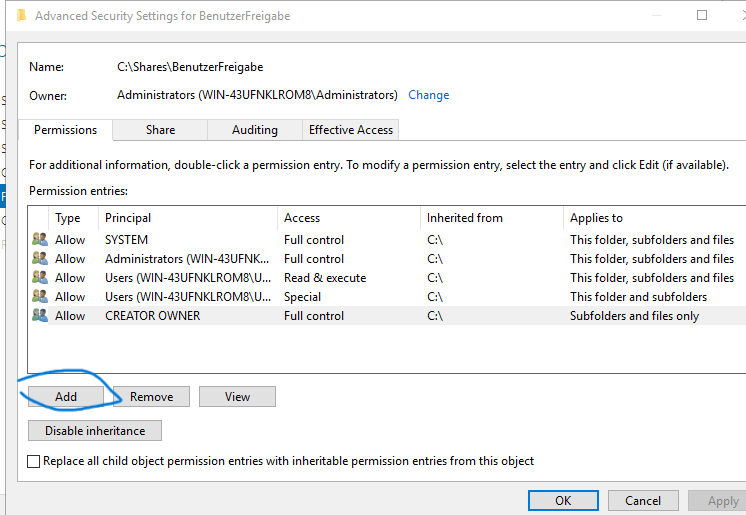 Advanced Security Settings for BenutzerFreigabe
Name: C:\Shares\BenutzerFreigabe
Owner: Administrators (WIN-43UFNKLROM8\Administrators) Change
Permissions Share Auditing Effective Access
For additional information, double-click a permission entry. To modify a permission entry, select the entry and click Edit (if available).
Permission entries:
Type Principal Access Inherited from Applies to
Allow SYSTEM Full control C:\ This folder, subfolders and files
Allow Administrators (WIN-43UFNK... Full control C:\ This folder, subfolders and files
Allow Users (WIN-43UFNKLROM8\U... Read & execute C:\ This folder, subfolders and files
Allow Users (WIN-43UFNKLROM8\U... Special C:\ This folder and subfolders
Allow CREATOR OWNER Full control C:\ Subfolders and files only
Add Remove View
Disable inheritance
Replace all child object permission entries with inheritable permission entries from this object
OK Cancel Apply